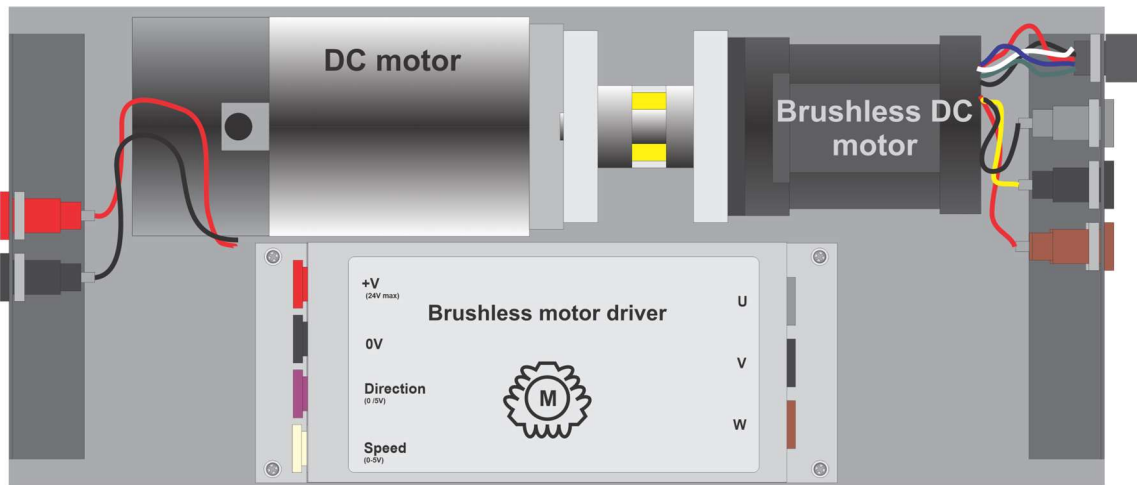 DC motor
Brushless DC
motor
+V
(24V max)
Brushless motor driver
U
0V
V
Direction
(0 /5V)
M
W
Speed
(0-5V)